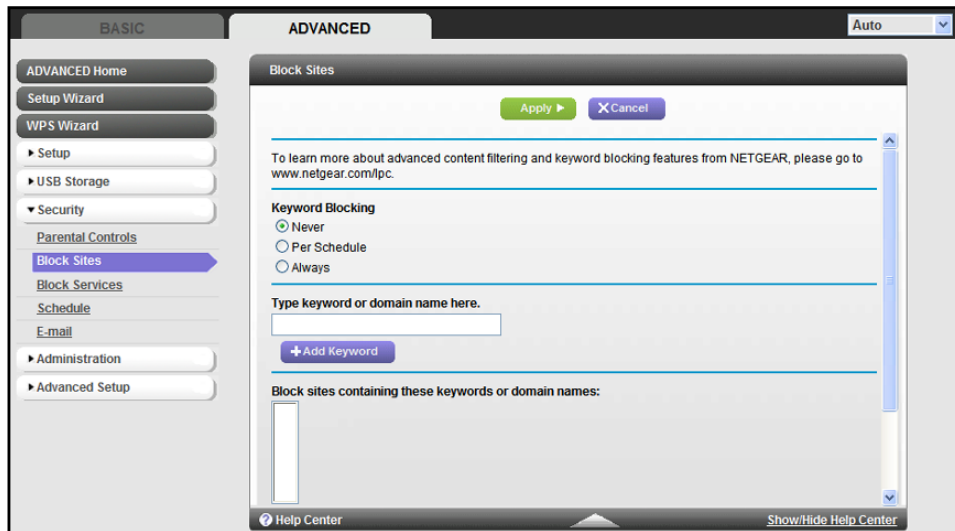 BASIC
ADVANCED
Auto
ADVANCED Home
Setup Wizard
WPS Wizard
Setup
USB Storage
Security
Parental Controls
Block Sites
Block Services
Schedule
E-mail
Administration
Advanced Setup
Block Sites
Apply
Cancel
To learn more about advanced content filtering and keyword blocking features from NETGEAR, please go to
www.netgear.com/lpc.
Keyword Blocking
Never
Per Schedule
Always
Type keyword or domain name here.
Add Keyword
Block sites containing these keywords or domain names:
Help Center
Show/Hide Help Center